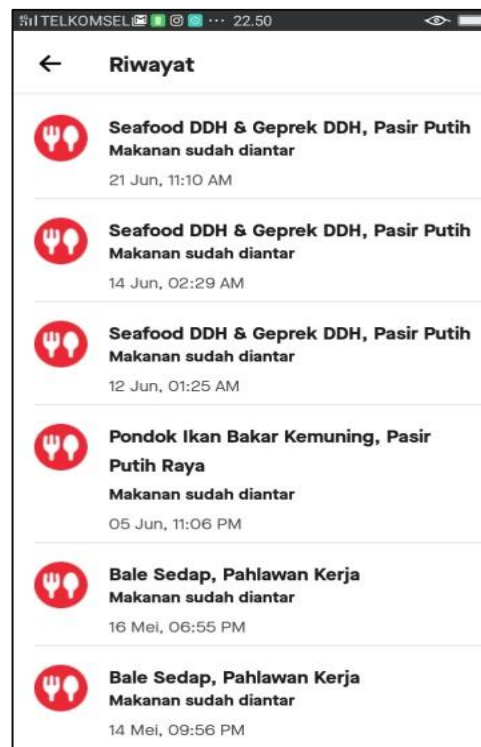 TELKOMSEL ... 22.50
Riwayat
Seafood DDH & Geprek DDH, Pasir Putih
Makanan sudah diantar
21 Jun, 11:10 AM
Seafood DDH & Geprek DDH, Pasir Putih
Makanan sudah diantar
14 Jun, 02:29 AM
Seafood DDH & Geprek DDH, Pasir Putih
Makanan sudah diantar
12 Jun, 01:25 AM
Pondok Ikan Bakar Kemuning, Pasir
Putih Raya
Makanan sudah diantar
05 Jun, 11:06 PM
Bale Sedap, Pahlawan Kerja
Makanan sudah diantar
16 Mei, 06:55 PM
Bale Sedap, Pahlawan Kerja
Makanan sudah diantar
14 Mei, 09:56 PM